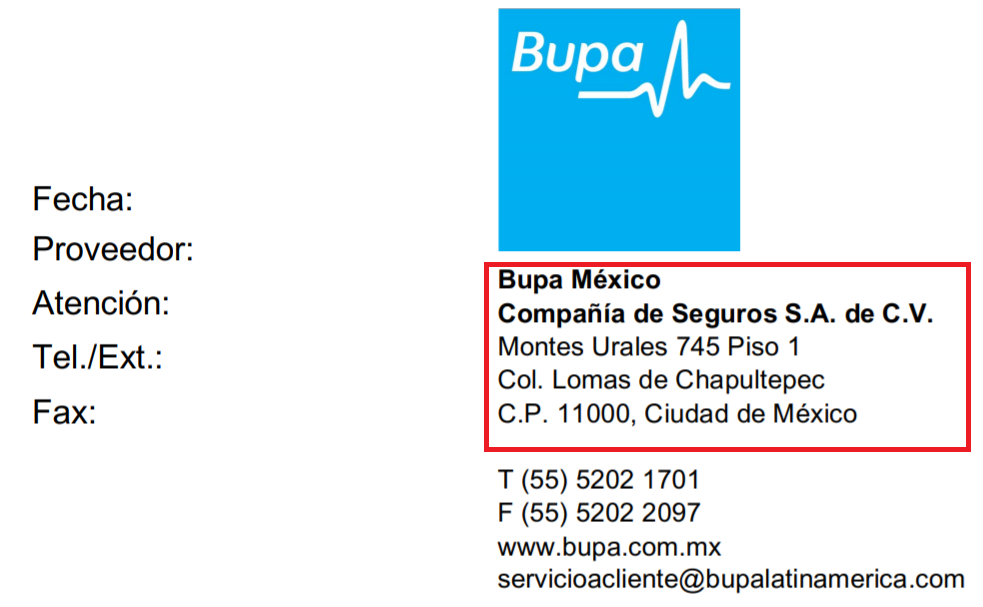 Bupa
Fecha:
Proveedor:
Atención:
Tel./Ext.:
Fax:
Bupa México
Compañía de Seguros S.A. de C.V.
Montes Urales 745 Piso 1
Col. Lomas de Chapultepec
C.P. 11000, Ciudad de México
T (55) 5202 1701
F (55) 5202 2097
www.bupa.com.mx
servicioacliente@bupalatinamerica.com